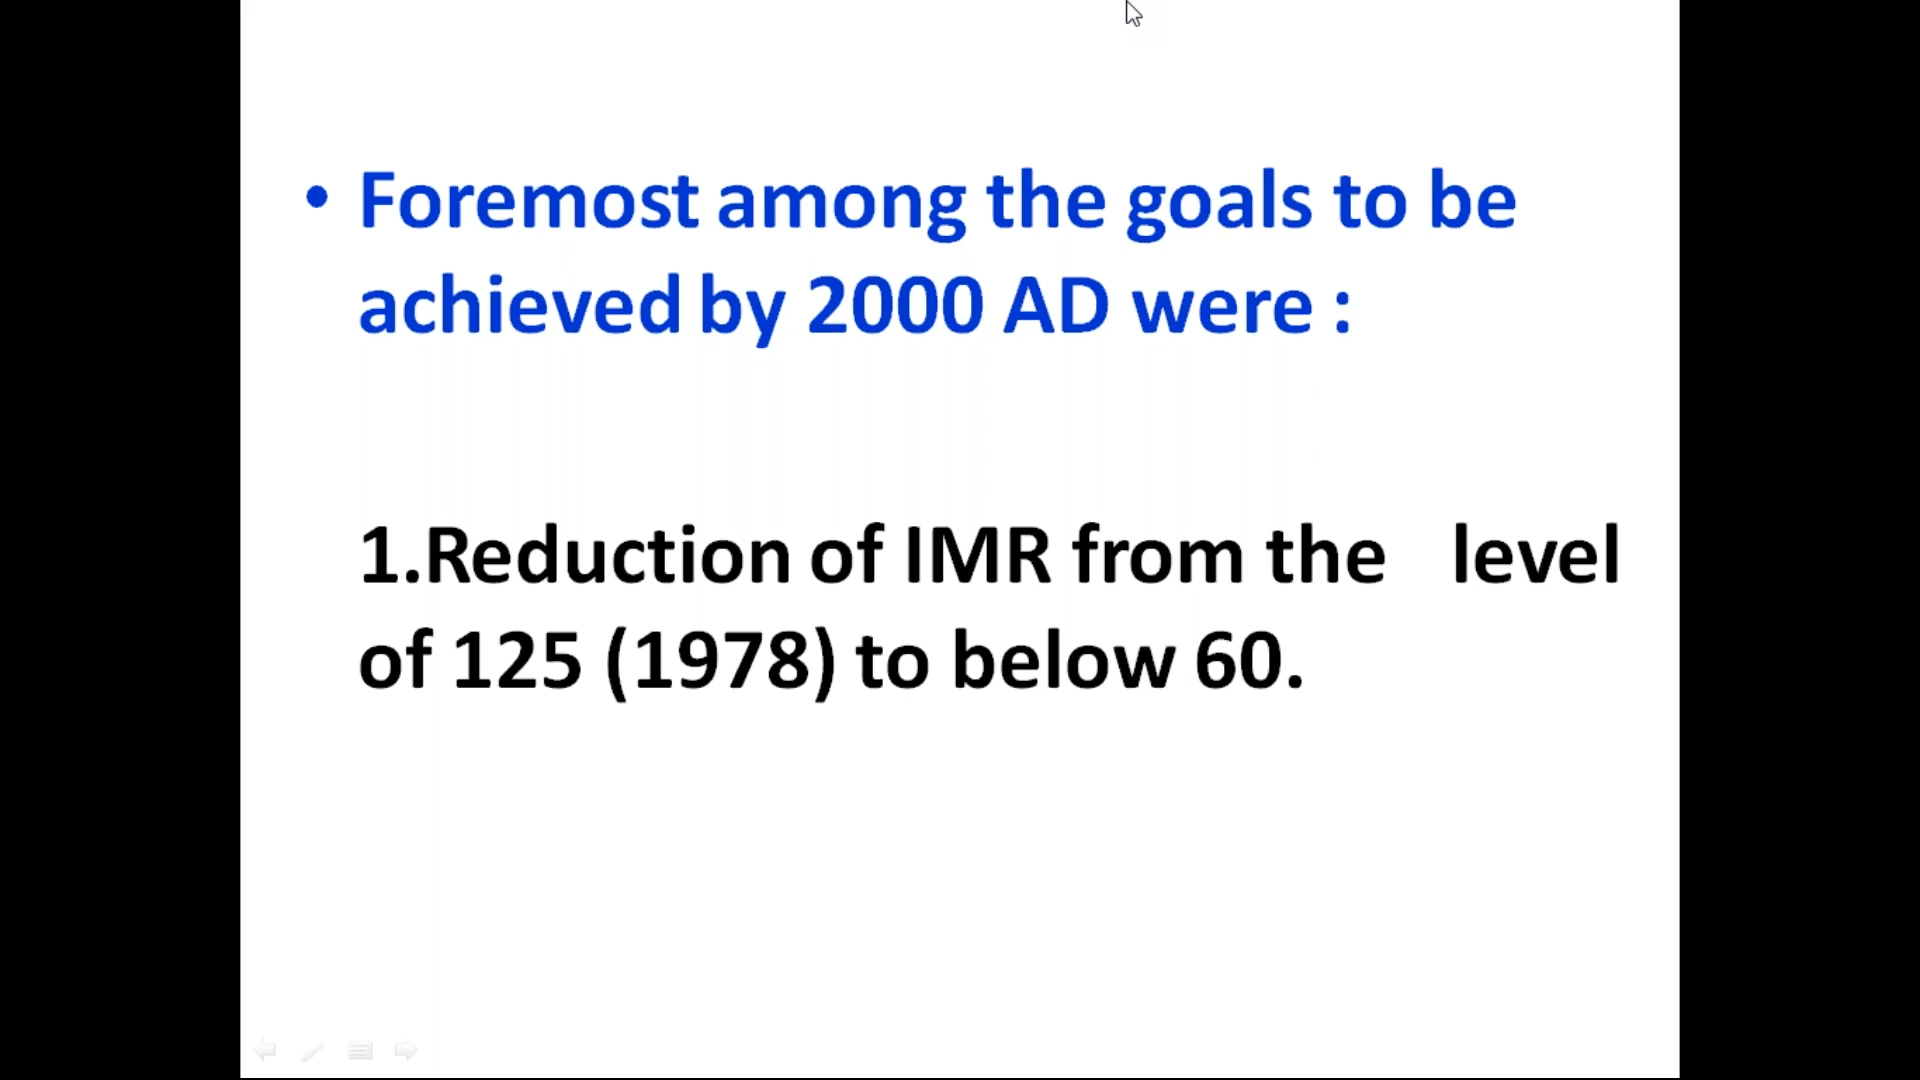 • Foremost among the goals to be
achieved by 2000 AD were :
1.Reduction of IMR from the level
of 125 (1978) to below 60.